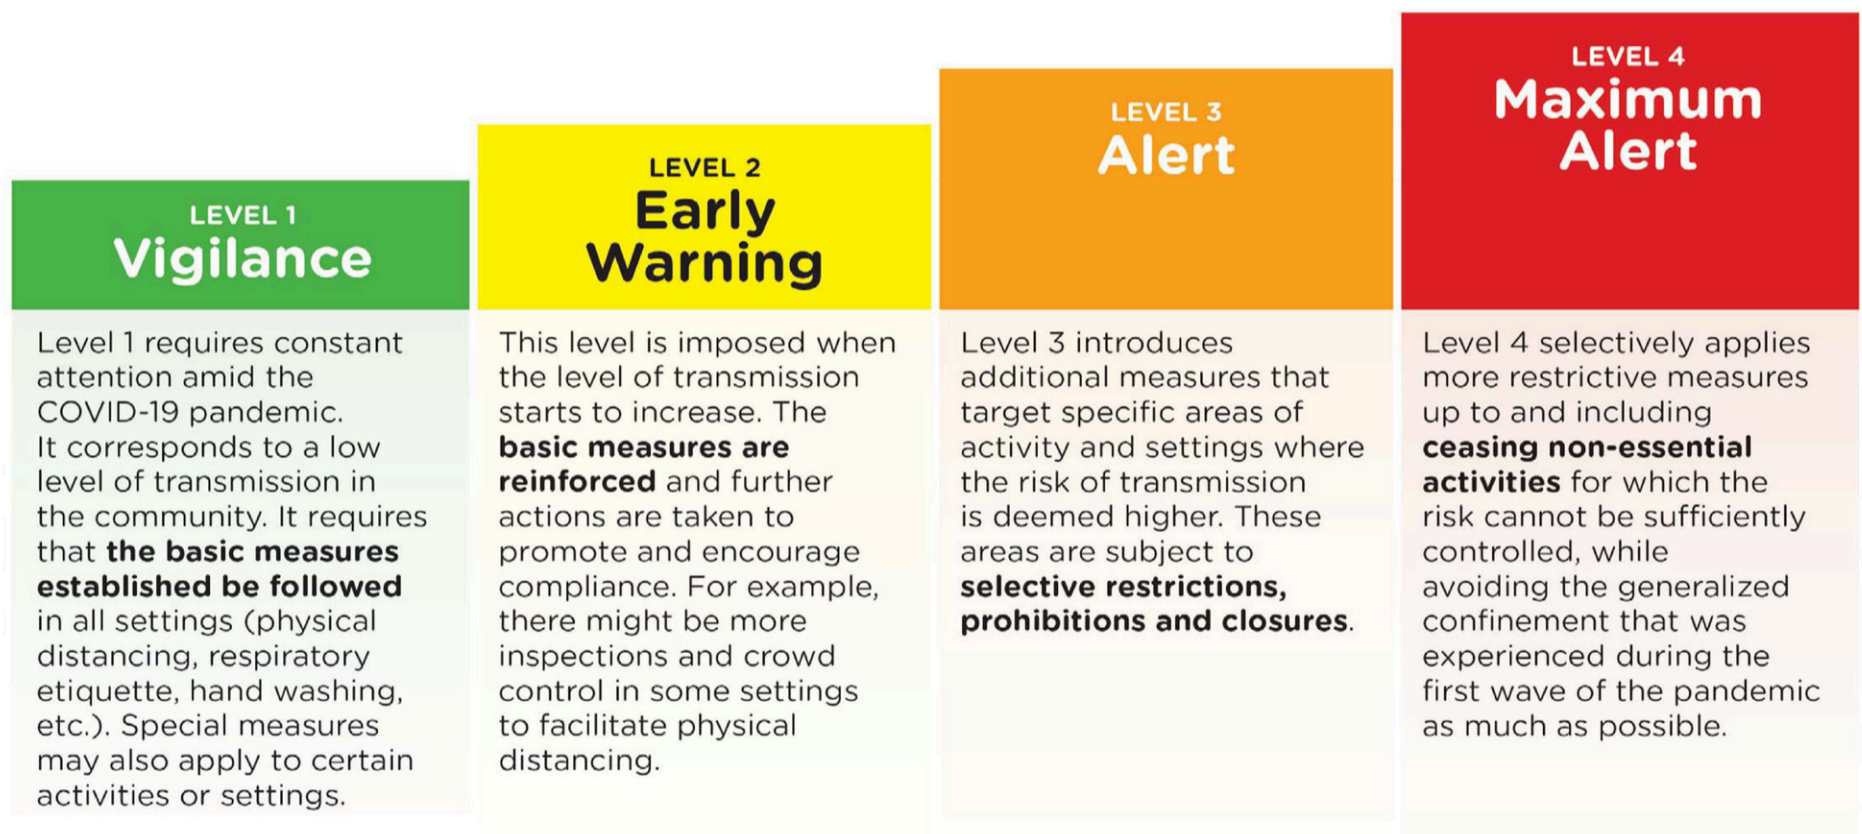 LEVEL 1
Vigilance
Level 1 requires constant
attention amid the
COVID-19 pandemic.
It corresponds to a low
level of transmission in
the community. It requires
that the basic measures
established be followed
in all settings (physical
distancing, respiratory
etiquette, hand washing,
etc.). Special measures
may also apply to certain
activities or settings.
LEVEL 2
Early
Warning
This level is imposed when
the level of transmission
starts to increase. The
basic measures are
reinforced and further
actions are taken to
promote and encourage
compliance. For example,
there might be more
inspections and crowd
control in some settings
to facilitate physical
distancing.
LEVEL 3
Alert
Level 3 introduces
additional measures that
target specific areas of
activity and settings where
the risk of transmission
is deemed higher. These
areas are subject to
selective restrictions,
prohibitions and closures.
LEVEL 4
Maximum
Alert
Level 4 selectively applies
more restrictive measures
up to and including
ceasing non-essential
activities for which the
risk cannot be sufficiently
controlled, while
avoiding the generalized
confinement that was
experienced during the
first wave of the pandemic
as much as possible.